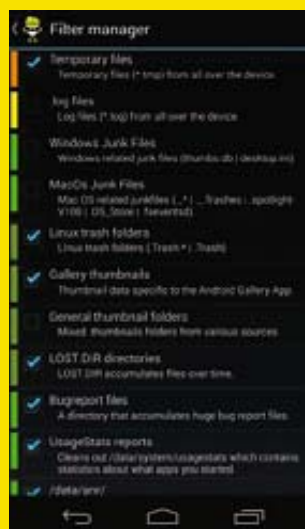 Filter manager
Temporary files
Temporary files (*.tmp) from all over the device.
log files
Log files (*.log) from all over the device
Windows Junk Files
Windows related junk files (thumbs.db | desktop.ini)
MacOs Junk Files
Mac OS related junkfiles (._* | _.Trashes | .spotlight
V100 | .DS_Store | .fseventsd)
Linux trash folders
Linux trash folders (.Trash-* | .Trash)
Gallery thumbnails
Thumbnail data specific to the Android Gallery App
General thumbnail folders
Mixed thumbnails folders from various sources
LOST.DIR directories
LOST.DIR accumulates files over time.
Bugreport files
A directory that accumulates huge bug report files.
UsageStats reports
Cleans out /data/system/usagestats which contains
statistics about what apps you started
/data/anr/